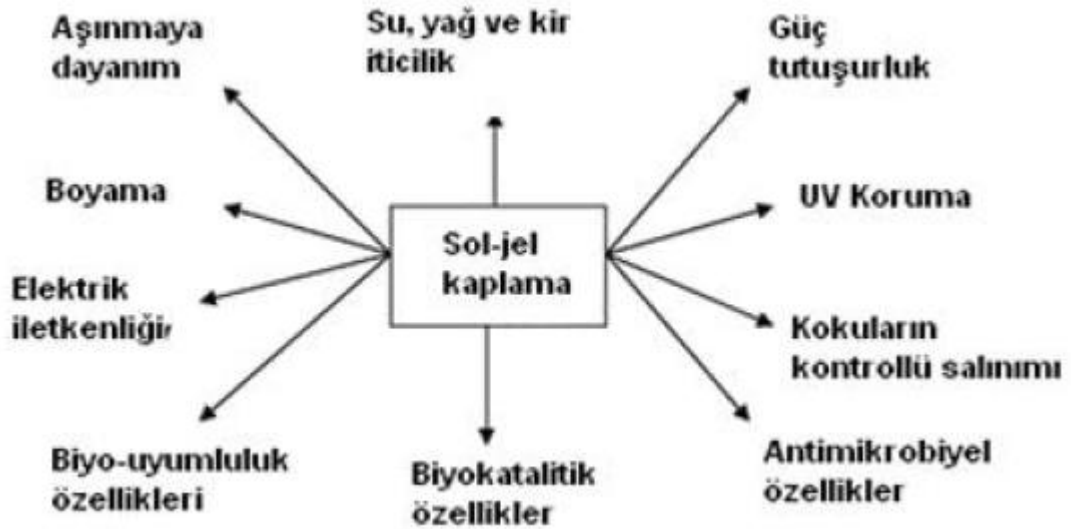 Aşınmaya
dayanım
Su, yağ ve kir
iticilik
Güç
tutuşurluk
Boyama
UV Koruma
Sol-jel
kaplama
Elektrik
iletkenliği,
Kokuların
kontrollü salınımı
Biyo-uyumluluk
özellikleri
Biyokatalitik
özellikler
Antimikrobiyel
özellikler